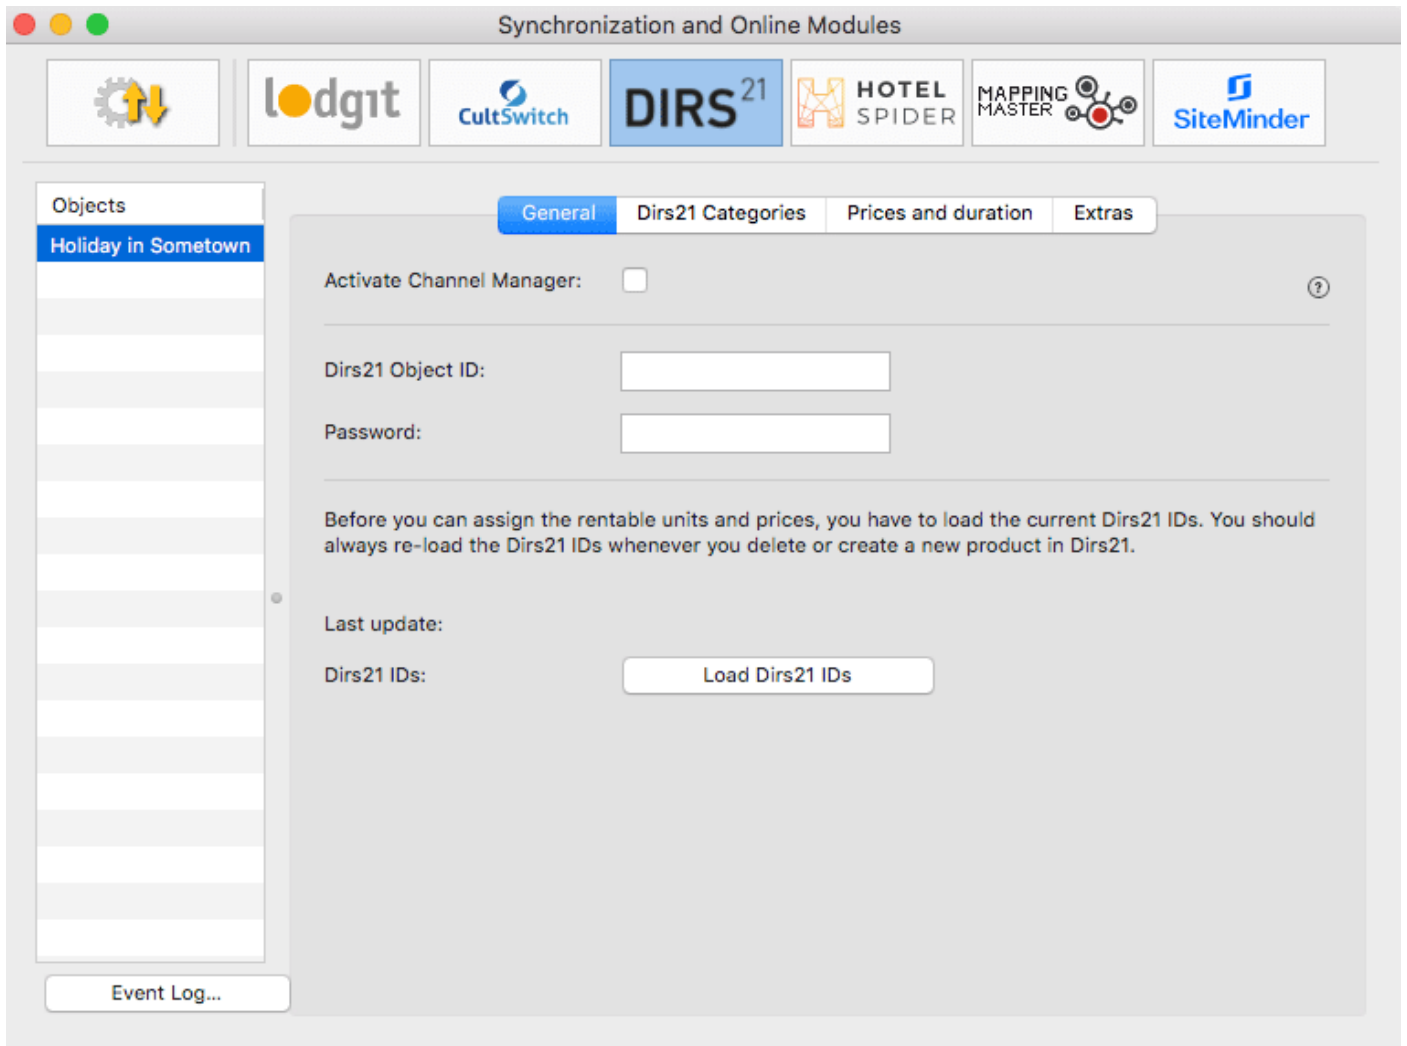 Synchronization and Online Modules
lodgit
CultSwitch
DIRS21
HOTEL
SPIDER
MAPPING
MASTER
SiteMinder
Objects
Holiday in Sometown
General
Dirs21 Categories
Prices and duration
Extras
Activate Channel Manager:
?
Dirs21 Object ID:
Password:
Before you can assign the rentable units and prices, you have to load the current Dirs21 IDs. You should
always re-load the Dirs21 IDs whenever you delete or create a new product in Dirs21.
Last update:
Dirs21 IDs:
Load Dirs21 IDs
Event Log...